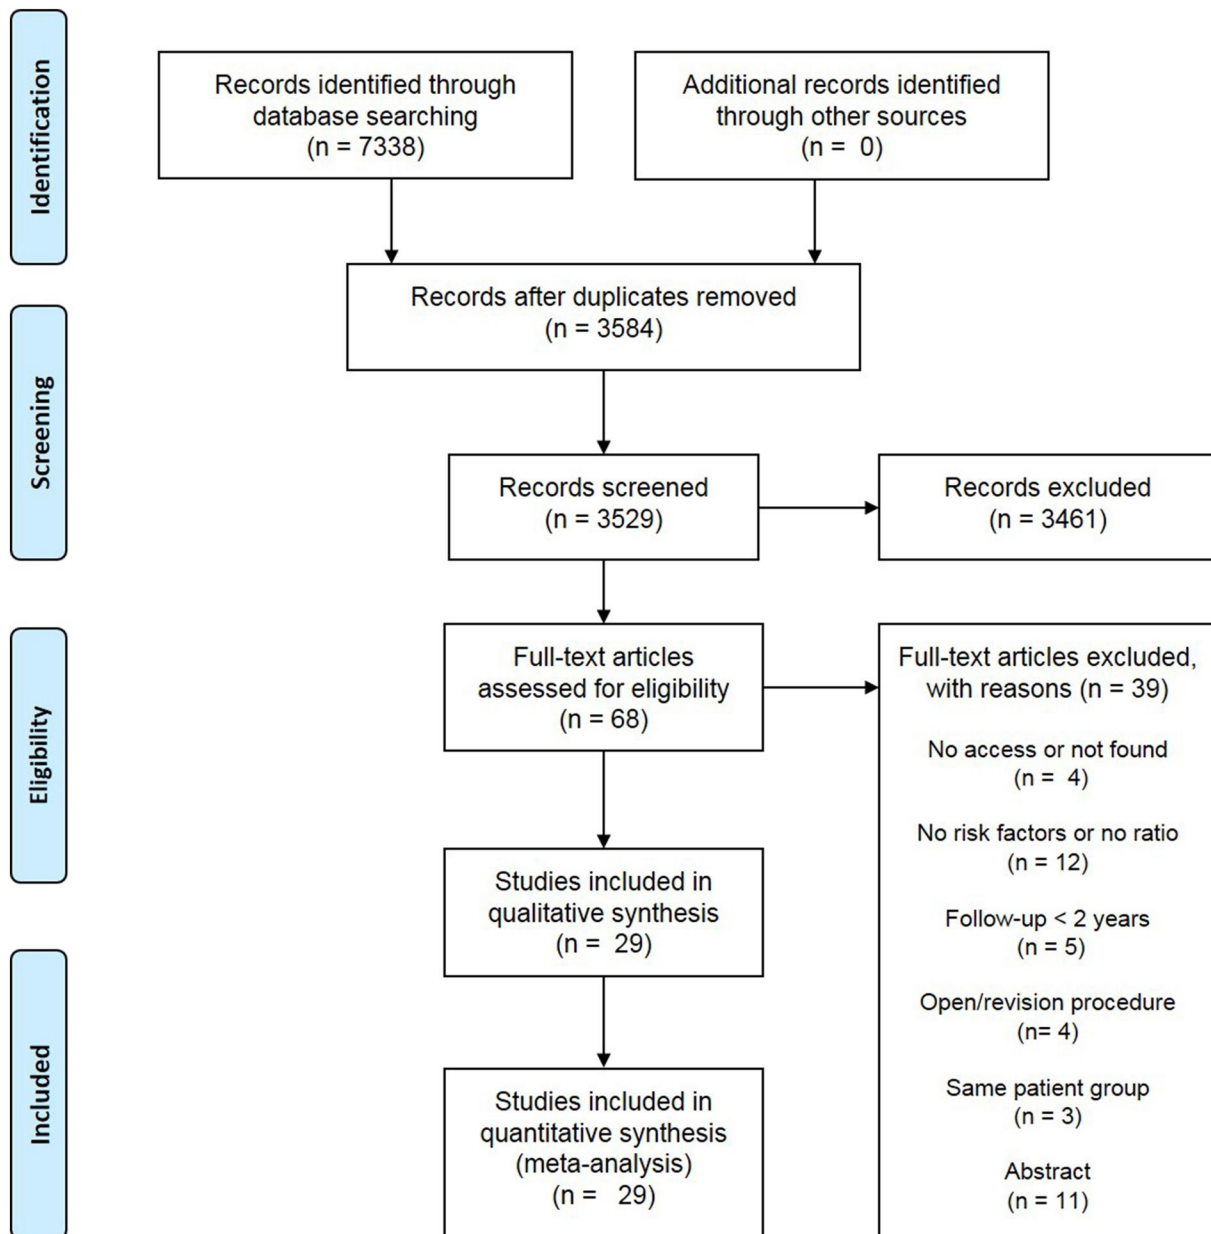 Identification
Records identified through
database searching
(n = 7338)
Additional records identified
through other sources
(n =  0)
Records after duplicates removed
(n = 3584)
Screening
Records screened
(n = 3529)
Records excluded
(n = 3461)
Eligibility
Full-text articles
assessed for eligibility
(n = 68)
Full-text articles excluded,
with reasons (n = 39)
No access or not found
(n =  4)
No risk factors or no ratio
(n = 12)
Follow-up < 2 years
(n = 5)
Open/revision procedure
(n= 4)
Same patient group
(n = 3)
Abstract
(n = 11)
Studies included in
qualitative synthesis
(n =  29)
Included
Studies included in
quantitative synthesis
(meta-analysis)
(n =   29)